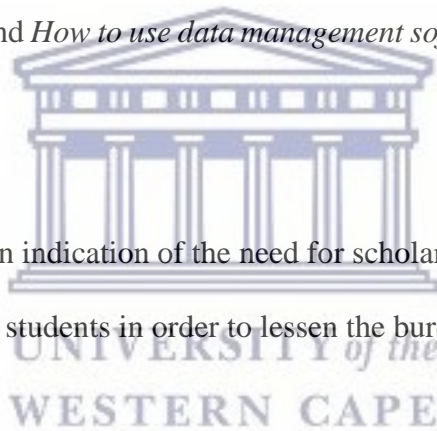 nd How to use data management so
n indication of the need for scholar
students in order to lessen the bur
UNIVERSITY of the
WESTERN CAPE